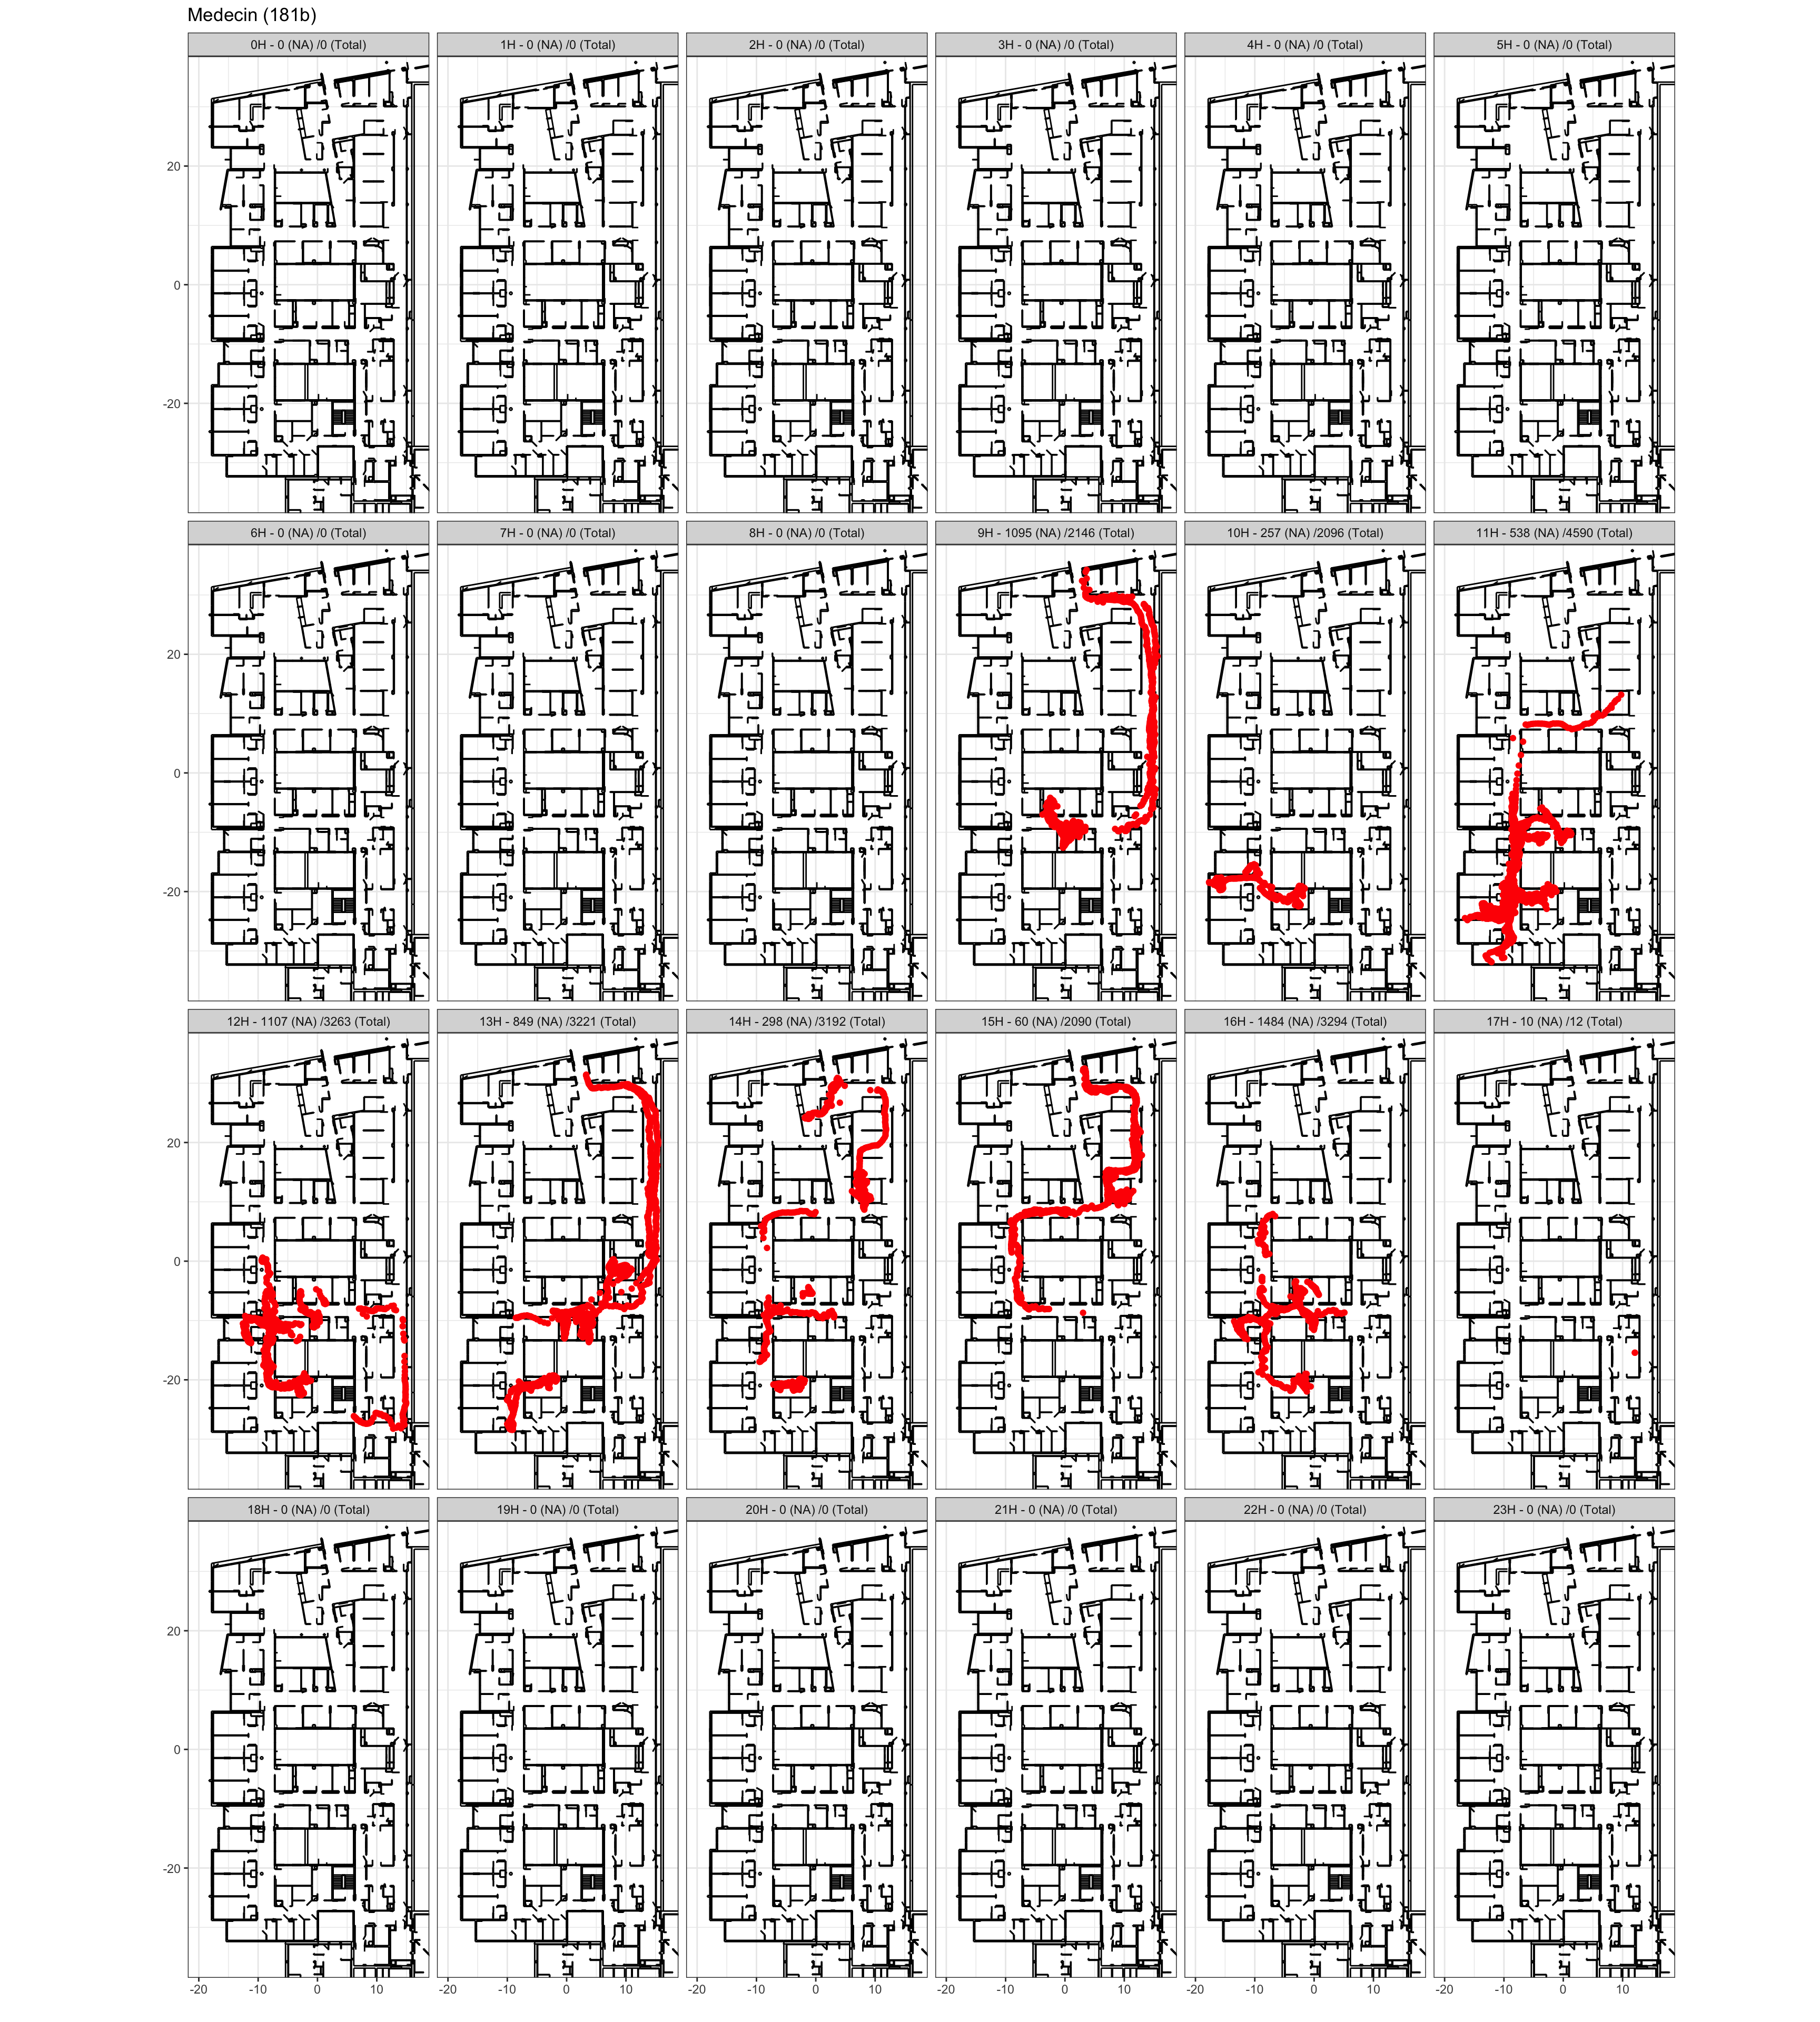 Medecin (181b)
0H - 0 (NA) /0 (Total) 1H - 0 (NA) /0 (Total) 2H - 0 (NA) /0 (Total) 3H - 0 (NA) /0 (Total) 4H - 0 (NA) /0 (Total) 5H - 0 (NA) /0 (Total)
20
0
-20
6H - 0 (NA) /0 (Total) 7H - 0 (NA) /0 (Total) 8H - 0 (NA) /0 (Total) 9H - 1095 (NA) /2146 (Total) 10H - 257 (NA) /2096 (Total) 11H - 538 (NA) /4590 (Total)
20
0
-20
12H - 1107 (NA) /3263 (Total) 13H - 849 (NA) /3221 (Total) 14H - 298 (NA) /3192 (Total) 15H - 60 (NA) /2090 (Total) 16H - 1484 (NA) /3294 (Total) 17H - 10 (NA) /12 (Total)
20
0
-20
18H - 0 (NA) /0 (Total) 19H - 0 (NA) /0 (Total) 20H - 0 (NA) /0 (Total) 21H - 0 (NA) /0 (Total) 22H - 0 (NA) /0 (Total) 23H - 0 (NA) /0 (Total)
20
0
-20
-20 -10 0 10 -20 -10 0 10 -20 -10 0 10 -20 -10 0 10 -20 -10 0 10 -20 -10 0 10